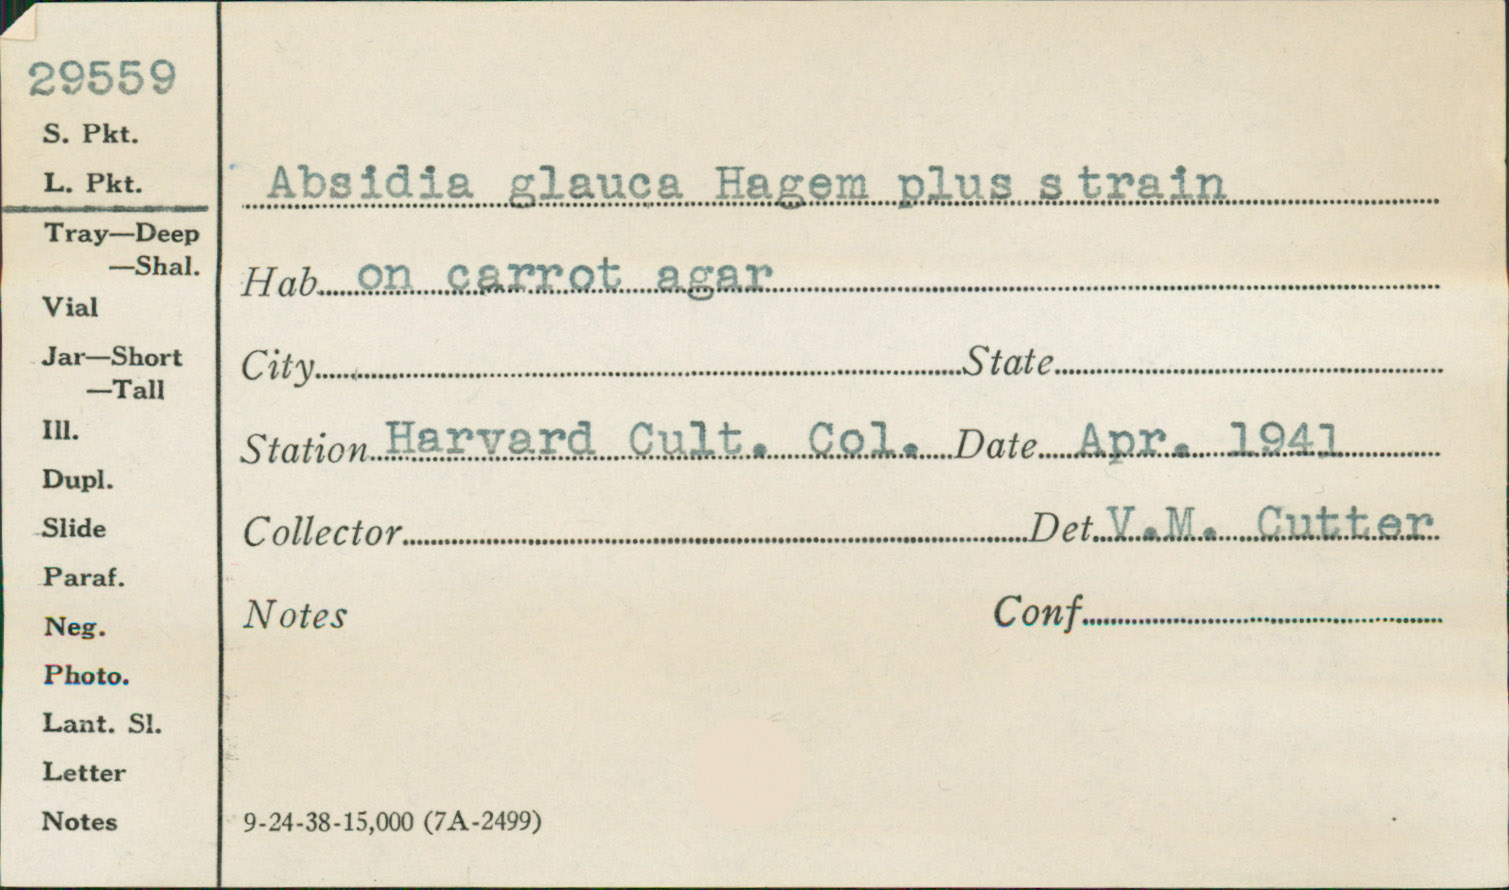 29559
S. Pkt.
L. Pkt.
Tray—Deep
—Shal.
Vial
Jar—Short
—Tall
Ill.
Dupl.
Slide
Paraf.
Neg.
Photo.
Lant. Sl.
Letter
Notes
Absidia glauca Hagem plus strain
Hab. on carrot agar
City State
Station Harvard Cult. Col. Date Apr. 1941
Collector Det. V.M. Cutter
Notes Conf.
9-24-38-15,000 (7A-2499)